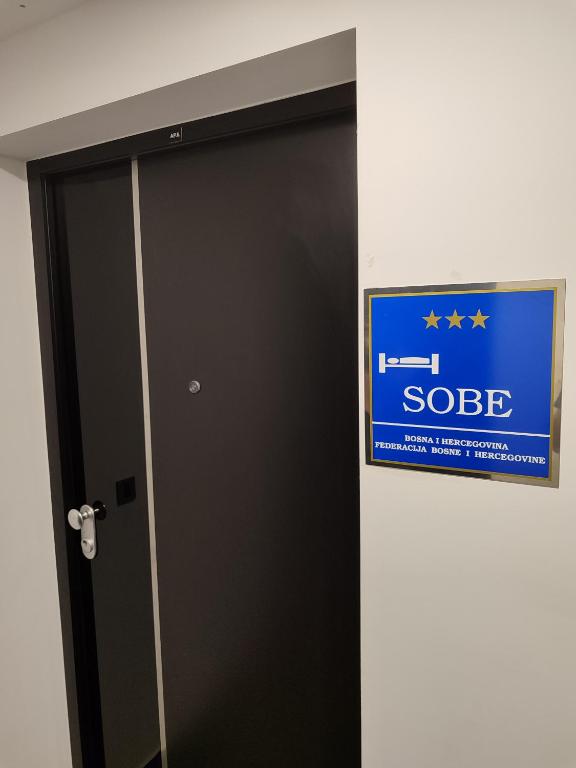 SOBE
BOSNA I HERCEGOVINA
FEDERACIJA BOSNE I HERCEGOVINE